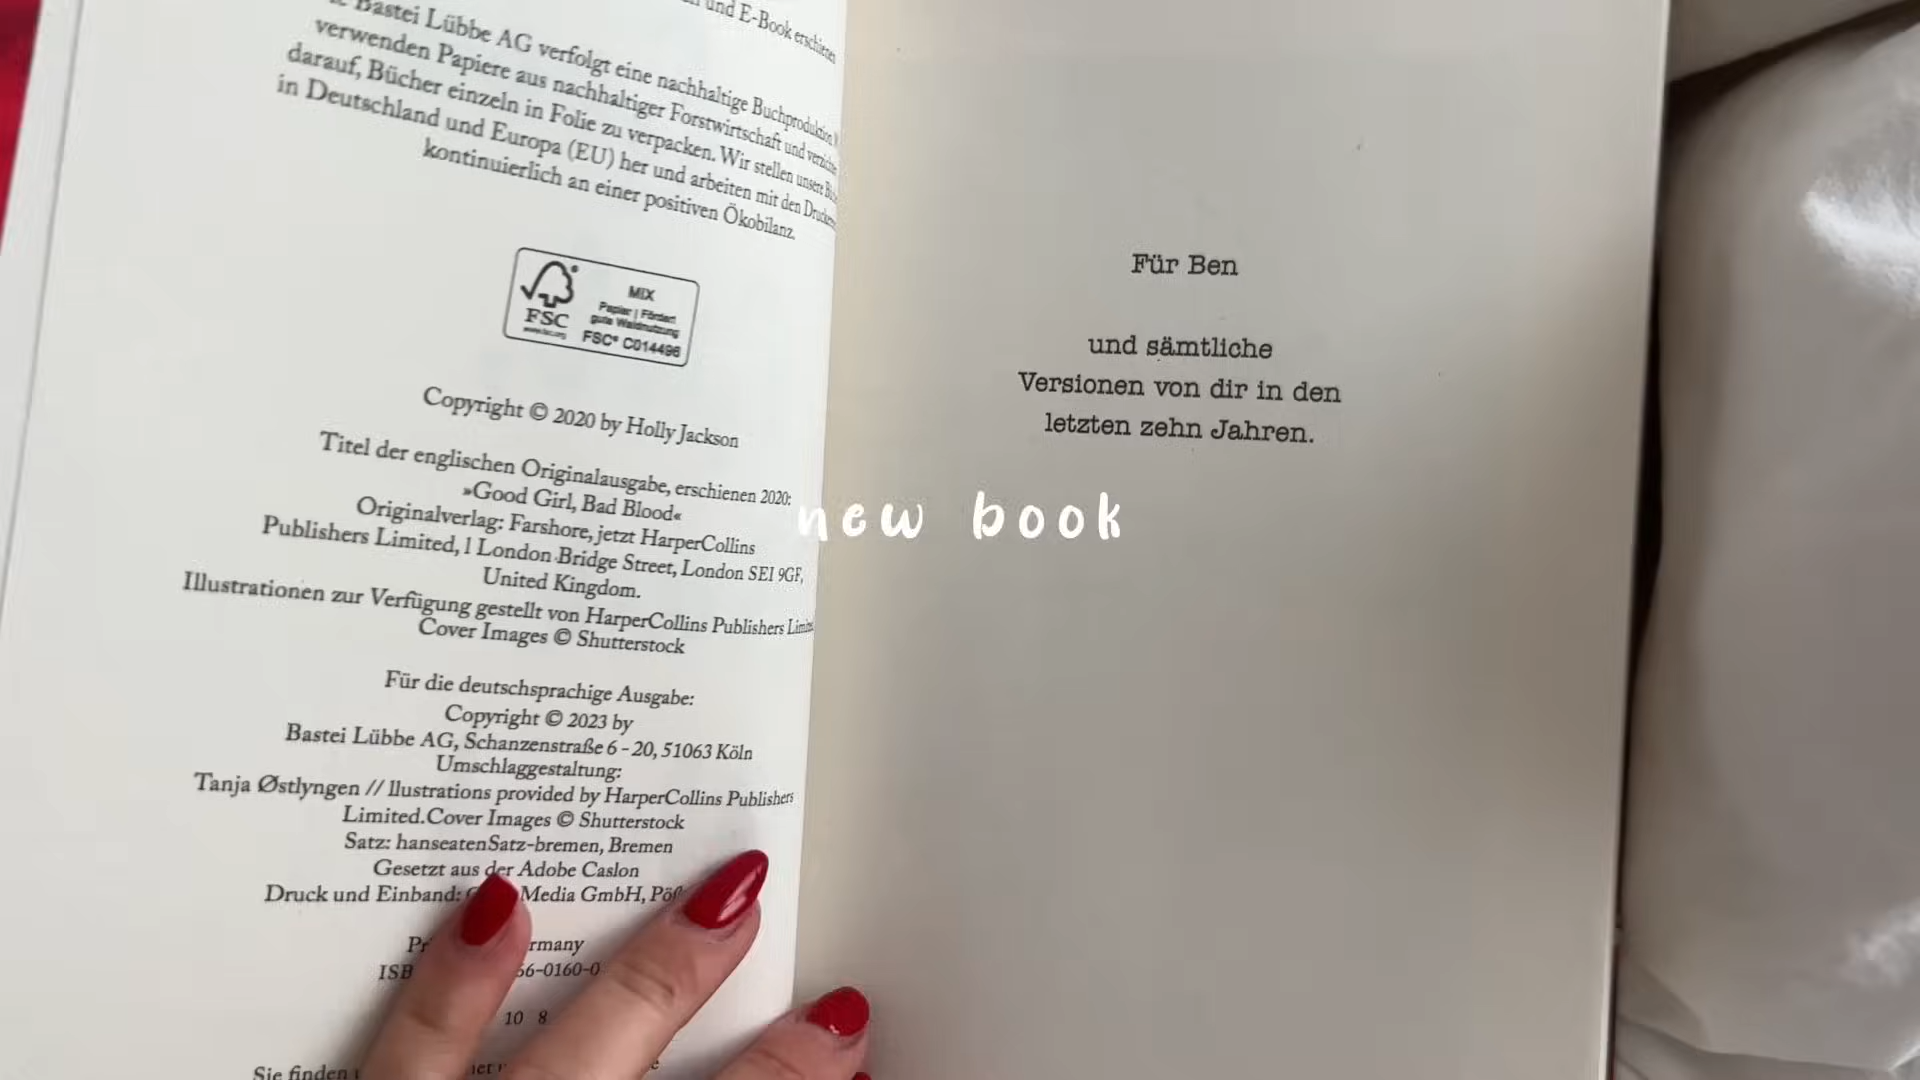 und E-Book erschienen
Bastei Lübbe AG verfolgt eine nachhaltige Buchproduktion.
verwenden Papiere aus nachhaltiger Forstwirtschaft und
darauf, Bücher einzeln in Folie zu verpacken. Wir stellen unsere
in Deutschland und Europa (EU) her und arbeiten mit den
kontinuierlich an einer positiven Ökobilanz.
MIX
Papier | Fördert
gute Waldnutzung
FSC
FSC® C014496
Copyright © 2020 by Holly Jackson
Titel der englischen Originalausgabe, erschienen 2020:
»Good Girl, Bad Blood«
Originalverlag: Farshore, jetzt HarperCollins
Publishers Limited, 1 London Bridge Street, London SE1 9GF,
United Kingdom.
Illustrationen zur Verfügung gestellt von HarperCollins Publishers
Cover Images © Shutterstock
Für die deutschsprachige Ausgabe:
Copyright © 2023 by
Bastei Lübbe AG, Schanzenstraße 6 – 20, 51063 Köln
Umschlaggestaltung:
Tanja Østlyngen // llustrations provided by HarperCollins Publishers
Limited.Cover Images © Shutterstock
Satz: hanseatenSatz-bremen, Bremen
Gesetzt aus der Adobe Caslon
Druck und Einband: Media GmbH,
10 8
Sie finden
Für Ben
und sämtliche
Versionen von dir in den
letzten zehn Jahren.
new book